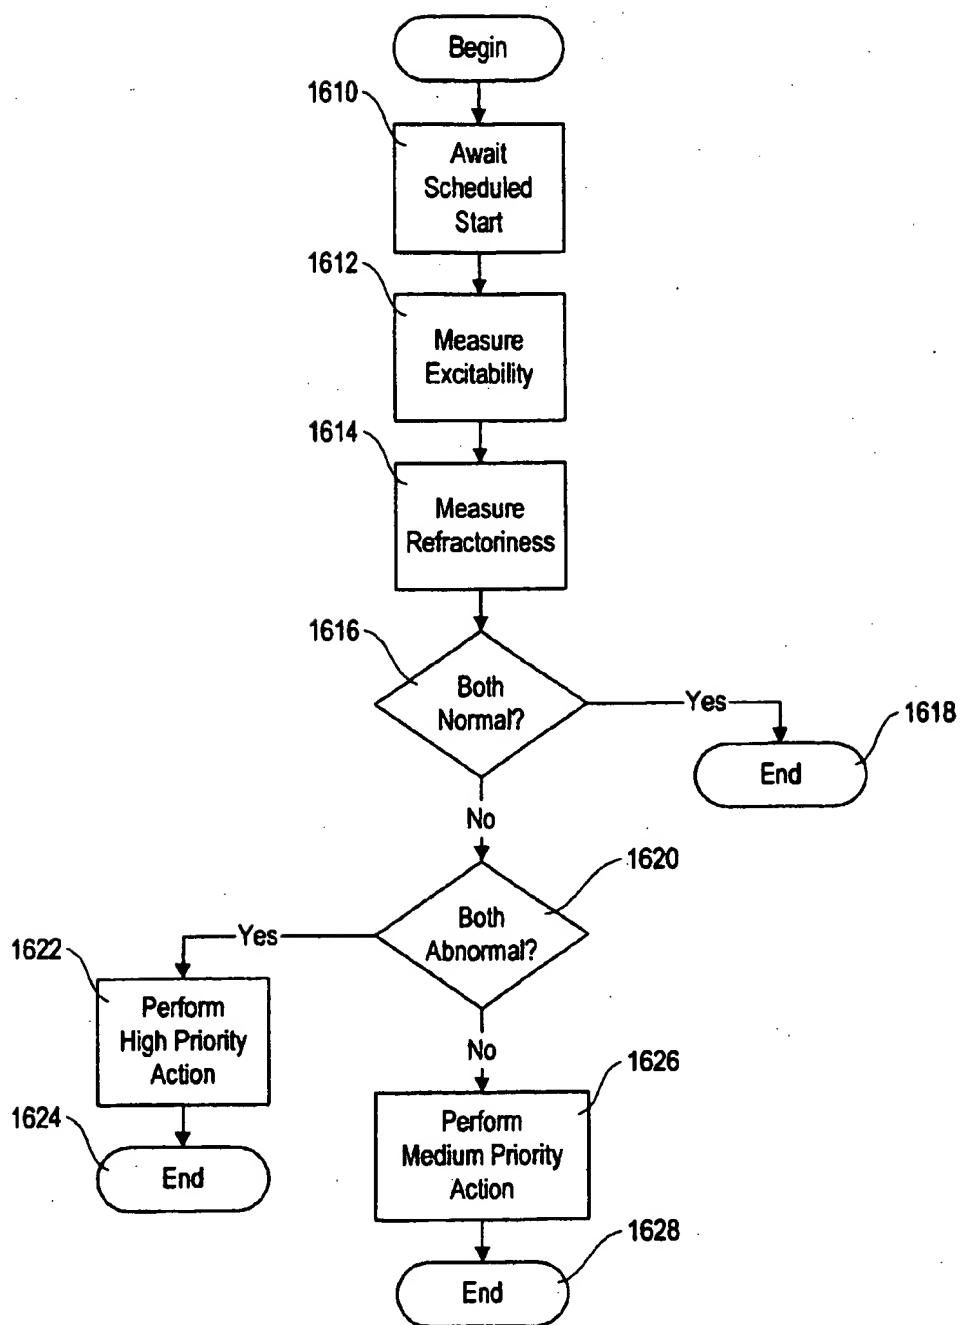 Begin
1610
Await
Scheduled
Start
1612
Measure
Excitability
1614
Measure
Refractoriness
1616
Both
Normal?
Yes
1618
End
No
1620
Both
Abnormal?
Yes
1622
Perform
High Priority
Action
No
1626
Perform
Medium Priority
Action
1624
End
1628
End